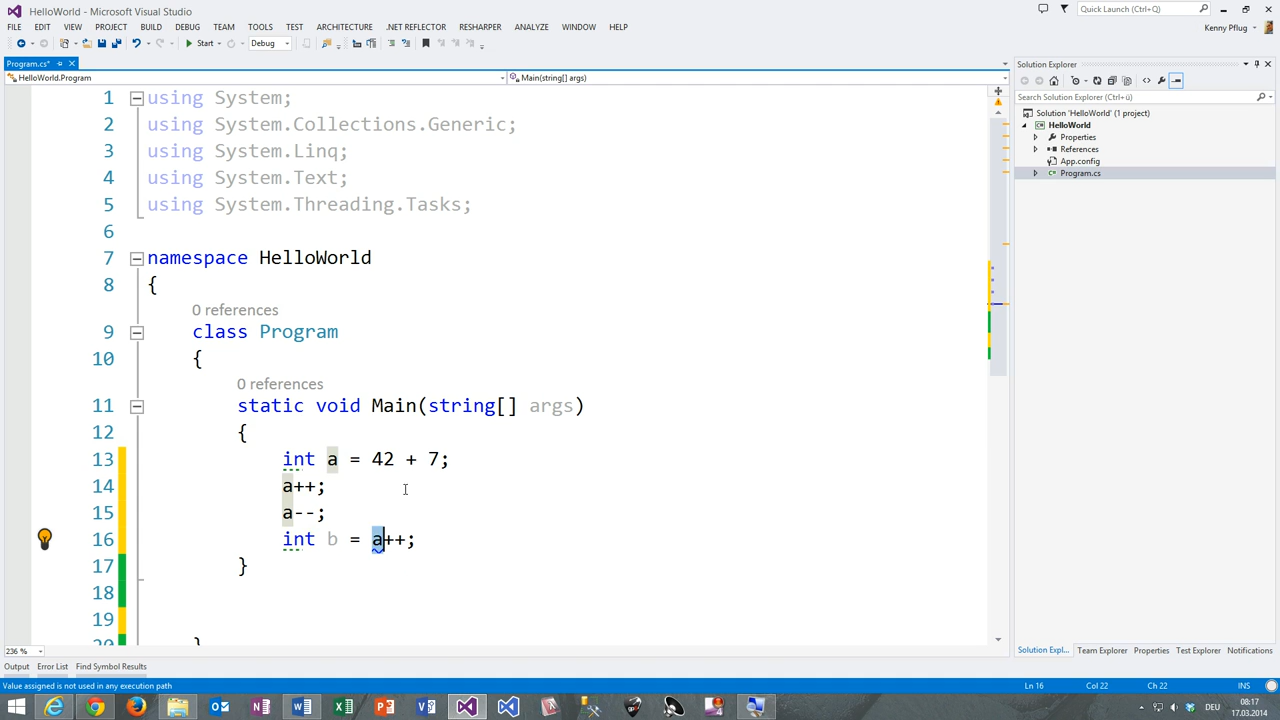 HelloWorld - Microsoft Visual Studio
Quick Launch (Ctrl+Q)
FILE EDIT VIEW PROJECT BUILD DEBUG TEAM TOOLS TEST ARCHITECTURE .NET REFLECTOR RESHARPER ANALYZE WINDOW HELP
Kenny Pflug
Start Debug
Program.cs*
HelloWorld.Program
Main(string[] args)
1 using System;
2 using System.Collections.Generic;
3 using System.Linq;
4 using System.Text;
5 using System.Threading.Tasks;
6
7 namespace HelloWorld
8 {
0 references
9 class Program
10 {
0 references
11 static void Main(string[] args)
12 {
13 int a = 42 + 7;
14 a++;
15 a--;
16 int b = a++;
17 }
18
19
20 }
236 %
Solution Explorer
Search Solution Explorer (Ctrl+ü)
Solution 'HelloWorld' (1 project)
HelloWorld
Properties
References
App.config
Program.cs
Solution Expl... Team Explorer Properties Test Explorer Notifications
Output Error List Find Symbol Results
Value assigned is not used in any execution path
Ln 16 Col 22 Ch 22 INS
DEU
08:17
17.03.2014